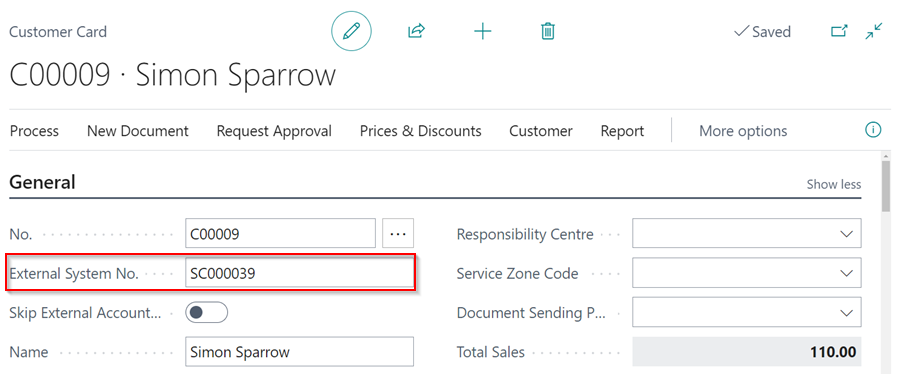 Customer Card
Saved
C00009 · Simon Sparrow
Process New Document Request Approval Prices & Discounts Customer Report More options
General Show less
No. C00009 ... Responsibility Centre
External System No. SC000039 Service Zone Code
Skip External Account... Document Sending P...
Name Simon Sparrow Total Sales 110.00